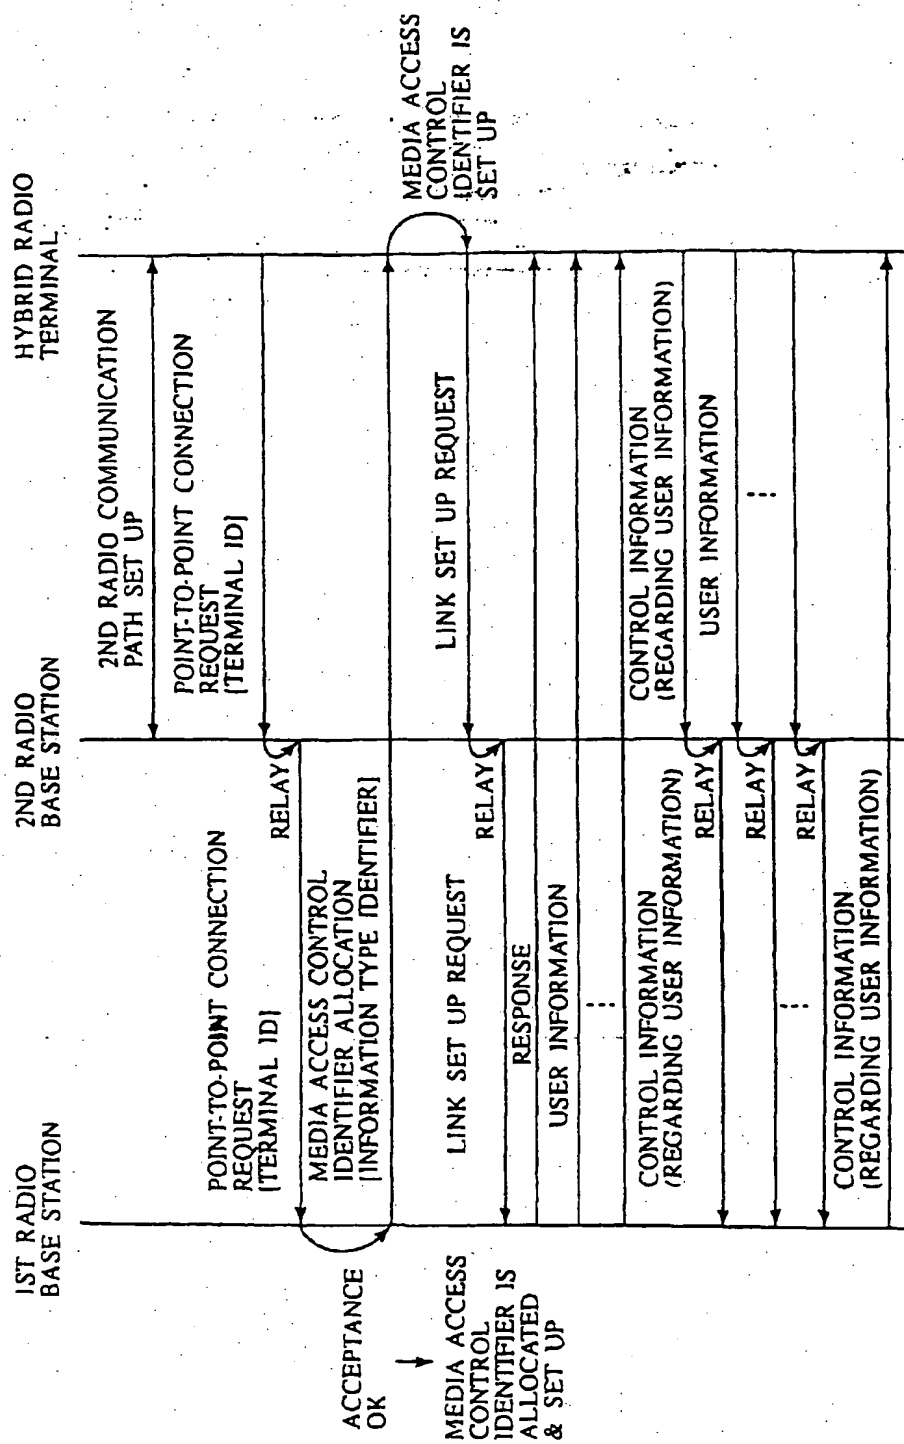 1ST RADIO
BASE STATION
2ND RADIO
BASE STATION
HYBRID RADIO
TERMINAL
2ND RADIO COMMUNICATION
PATH SET UP
POINT-TO-POINT CONNECTION
REQUEST
[TERMINAL ID]
POINT-TO-POINT CONNECTION
REQUEST
[TERMINAL ID]
RELAY
ACCEPTANCE
OK
MEDIA ACCESS
CONTROL
IDENTIFIER IS
ALLOCATED
& SET UP
MEDIA ACCESS CONTROL
IDENTIFIER ALLOCATION
[INFORMATION TYPE IDENTIFIER]
MEDIA ACCESS
CONTROL
IDENTIFIER IS
SET UP
LINK SET UP REQUEST
LINK SET UP REQUEST
RELAY
RESPONSE
USER INFORMATION
CONTROL INFORMATION
(REGARDING USER INFORMATION)
CONTROL INFORMATION
(REGARDING USER INFORMATION)
RELAY
USER INFORMATION
RELAY
RELAY
CONTROL INFORMATION
(REGARDING USER INFORMATION)